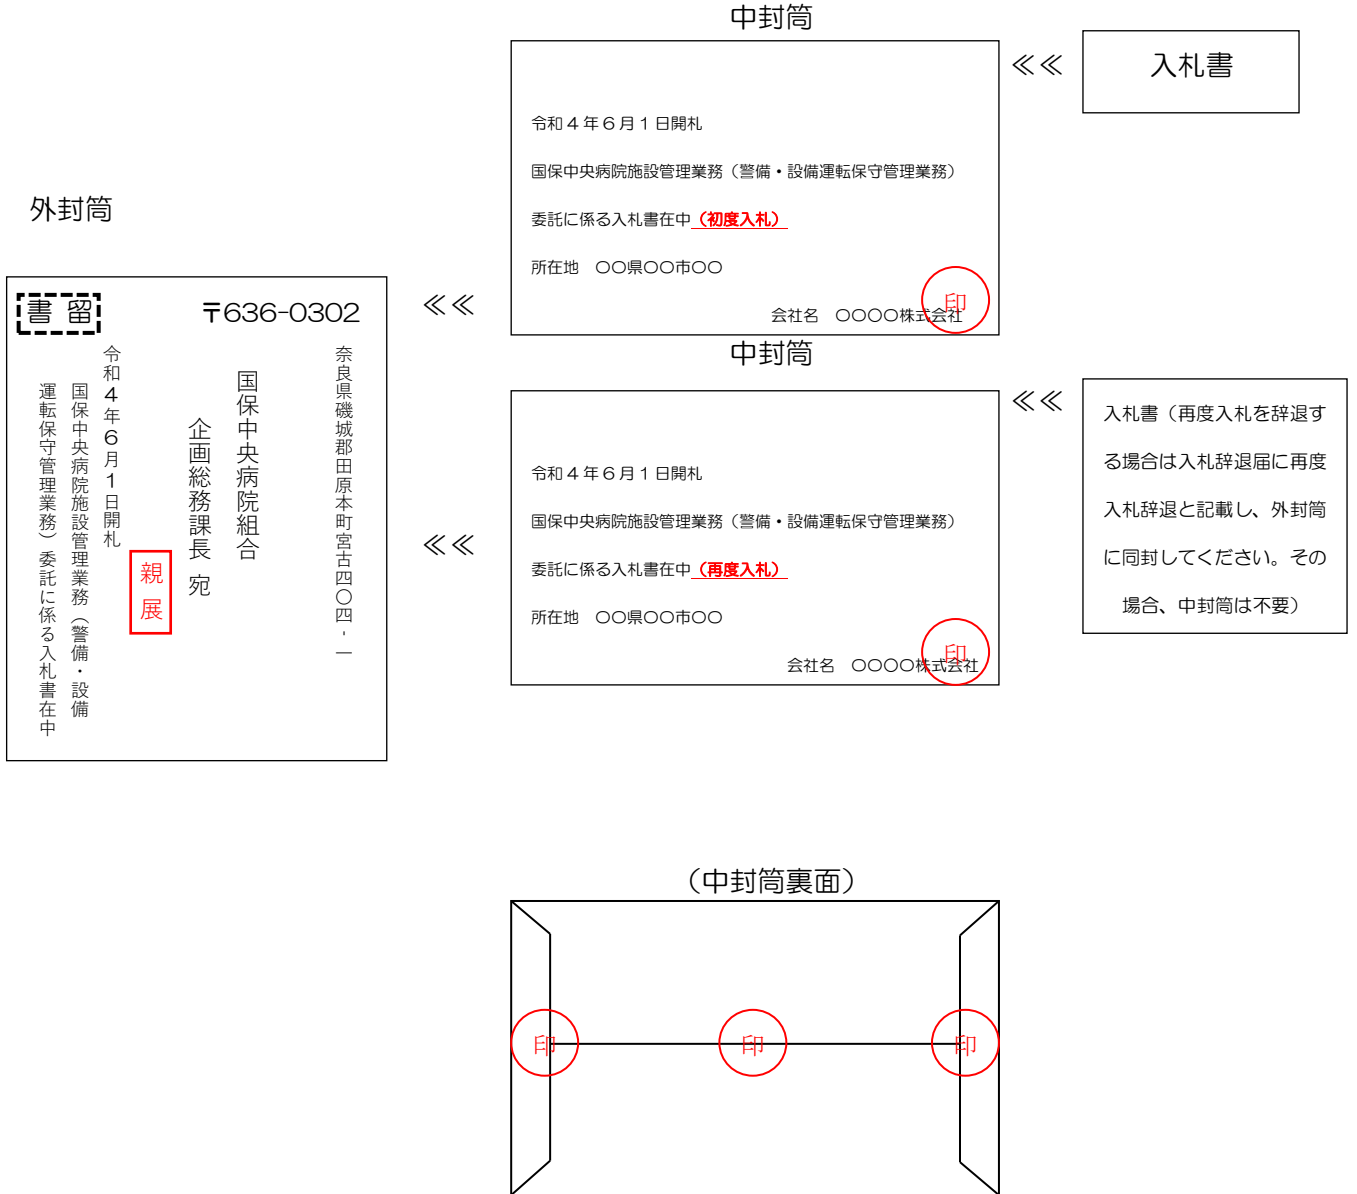 中封筒
≪≪
入札書
令和４年６月１日開札
国保中央病院施設管理業務（警備・設備運転保守管理業務）
委託に係る入札書在中（初度入札）
所在地　〇〇県〇〇市〇〇
会社名　〇〇〇〇株式会社
印
外封筒
書留
〒636-0302
奈良県磯城郡田原本町宮古四〇四-一
国保中央病院組合
企画総務課長 宛
親展
令和４年６月１日開札
国保中央病院施設管理業務（警備・設備
運転保守管理業務）委託に係る入札書在中
≪≪
≪≪
中封筒
≪≪
令和４年６月１日開札
国保中央病院施設管理業務（警備・設備運転保守管理業務）
委託に係る入札書在中（再度入札）
所在地　〇〇県〇〇市〇〇
会社名　〇〇〇〇株式会社
印
入札書（再度入札を辞退す
る場合は入札辞退届に再度
入札辞退と記載し、外封筒
に同封してください。その
場合、中封筒は不要）
（中封筒裏面）
印
印
印